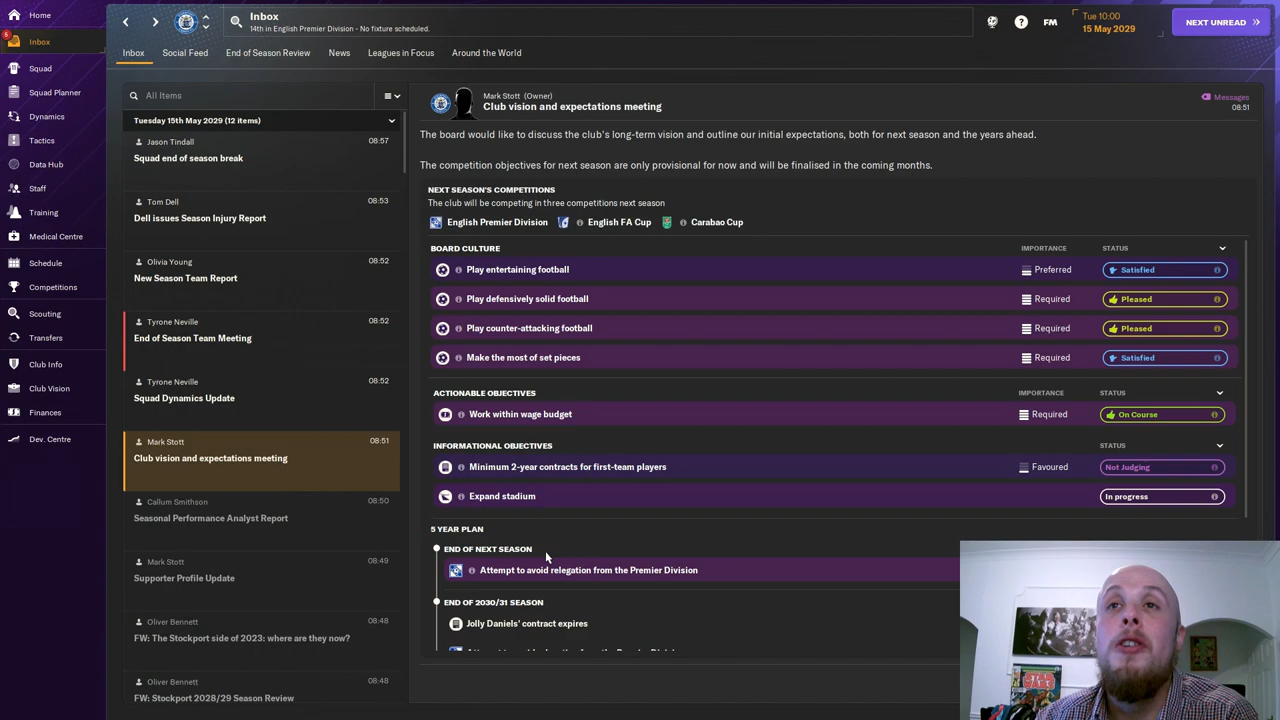 Home
Inbox
14th in English Premier Division - No fixture scheduled.
FM
Tue 10:00
15 May 2029
NEXT UNREAD
6
Inbox
Inbox
Social Feed
End of Season Review
News
Leagues in Focus
Around the World
Squad
Squad Planner
Dynamics
Tactics
Data Hub
Staff
Training
Medical Centre
Schedule
Competitions
Scouting
Transfers
Club Info
Club Vision
Finances
Dev. Centre
All Items
Tuesday 15th May 2029 (12 items)
Jason Tindall
08:57
Squad end of season break
Tom Dell
08:53
Dell issues Season Injury Report
Olivia Young
08:52
New Season Team Report
Tyrone Neville
08:52
End of Season Team Meeting
Tyrone Neville
08:52
Squad Dynamics Update
Mark Stott
08:51
Club vision and expectations meeting
Callum Smithson
08:50
Seasonal Performance Analyst Report
Mark Stott
08:49
Supporter Profile Update
Oliver Bennett
08:48
FW: The Stockport side of 2023: where are they now?
Oliver Bennett
08:48
FW: Stockport 2028/29 Season Review
Mark Stott (Owner)
Club vision and expectations meeting
Messages
08:51
The board would like to discuss the club's long-term vision and outline our initial expectations, both for next season and the years ahead.
The competition objectives for next season are only provisional for now and will be finalised in the coming months.
NEXT SEASON'S COMPETITIONS
The club will be competing in three competitions next season
English Premier Division
English FA Cup
Carabao Cup
BOARD CULTURE
IMPORTANCE
STATUS
Play entertaining football
Preferred
Satisfied
Play defensively solid football
Required
Pleased
Play counter-attacking football
Required
Pleased
Make the most of set pieces
Required
Satisfied
ACTIONABLE OBJECTIVES
IMPORTANCE
STATUS
Work within wage budget
Required
On Course
INFORMATIONAL OBJECTIVES
STATUS
Minimum 2-year contracts for first-team players
Favoured
Not Judging
Expand stadium
In progress
5 YEAR PLAN
END OF NEXT SEASON
Attempt to avoid relegation from the Premier Division
END OF 2030/31 SEASON
Jolly Daniels' contract expires
STAR
WARS